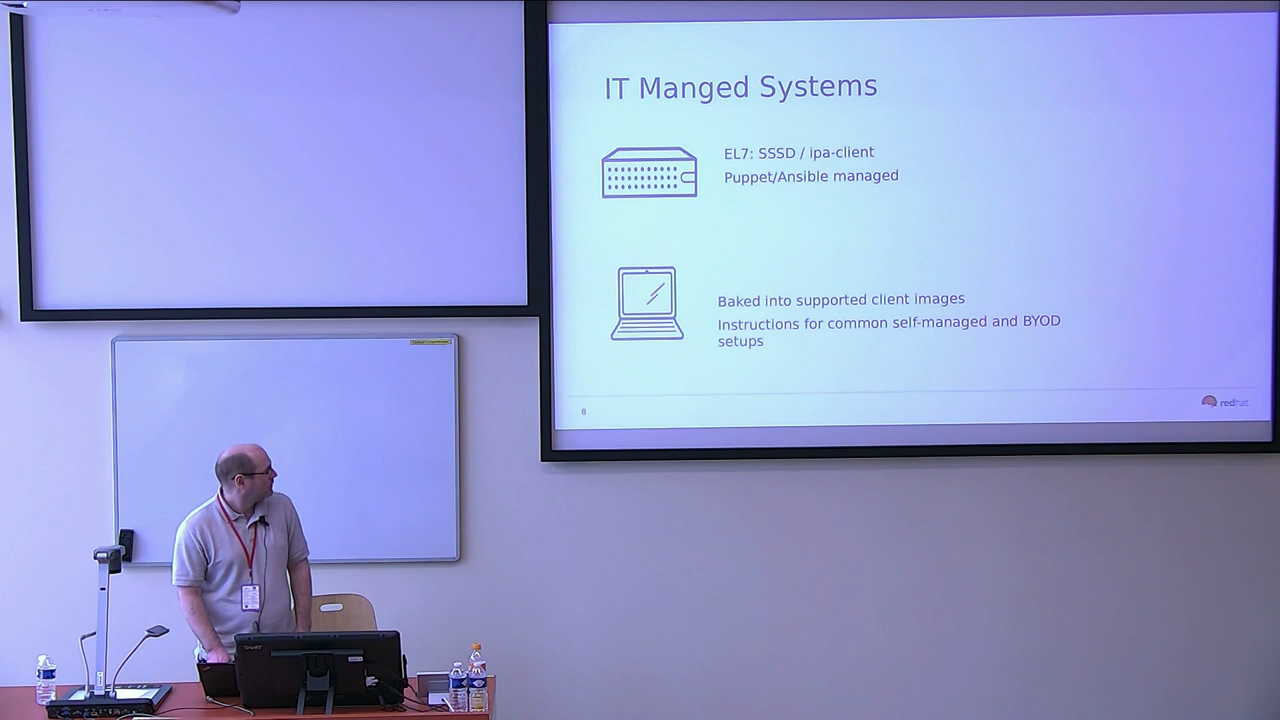 IT Manged Systems
EL7: SSSD / ipa-client
Puppet/Ansible managed
Baked into supported client images
Instructions for common self-managed and BYOD
setups
8
redhat